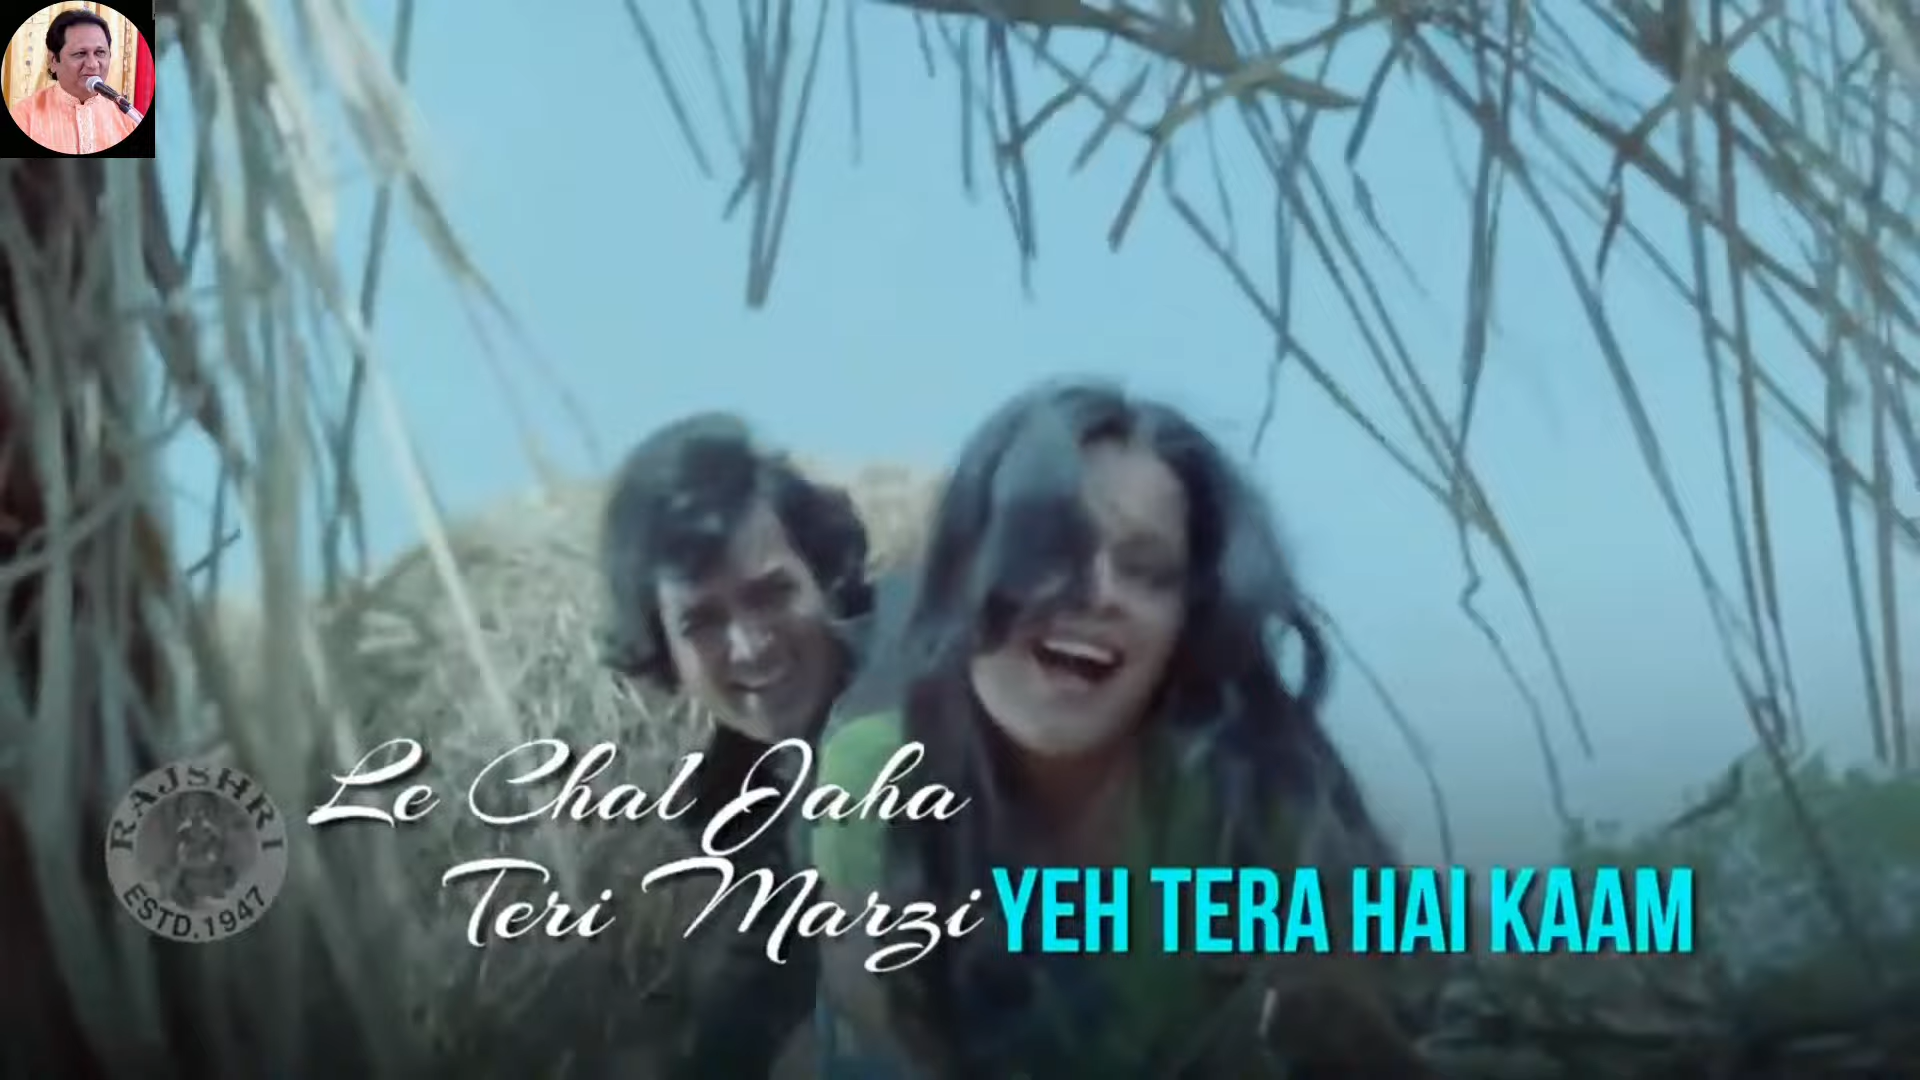 RAJSHRI
ESTD.1947
Le Chal Jaha
Teri Marzi
YEH TERA HAI KAAM